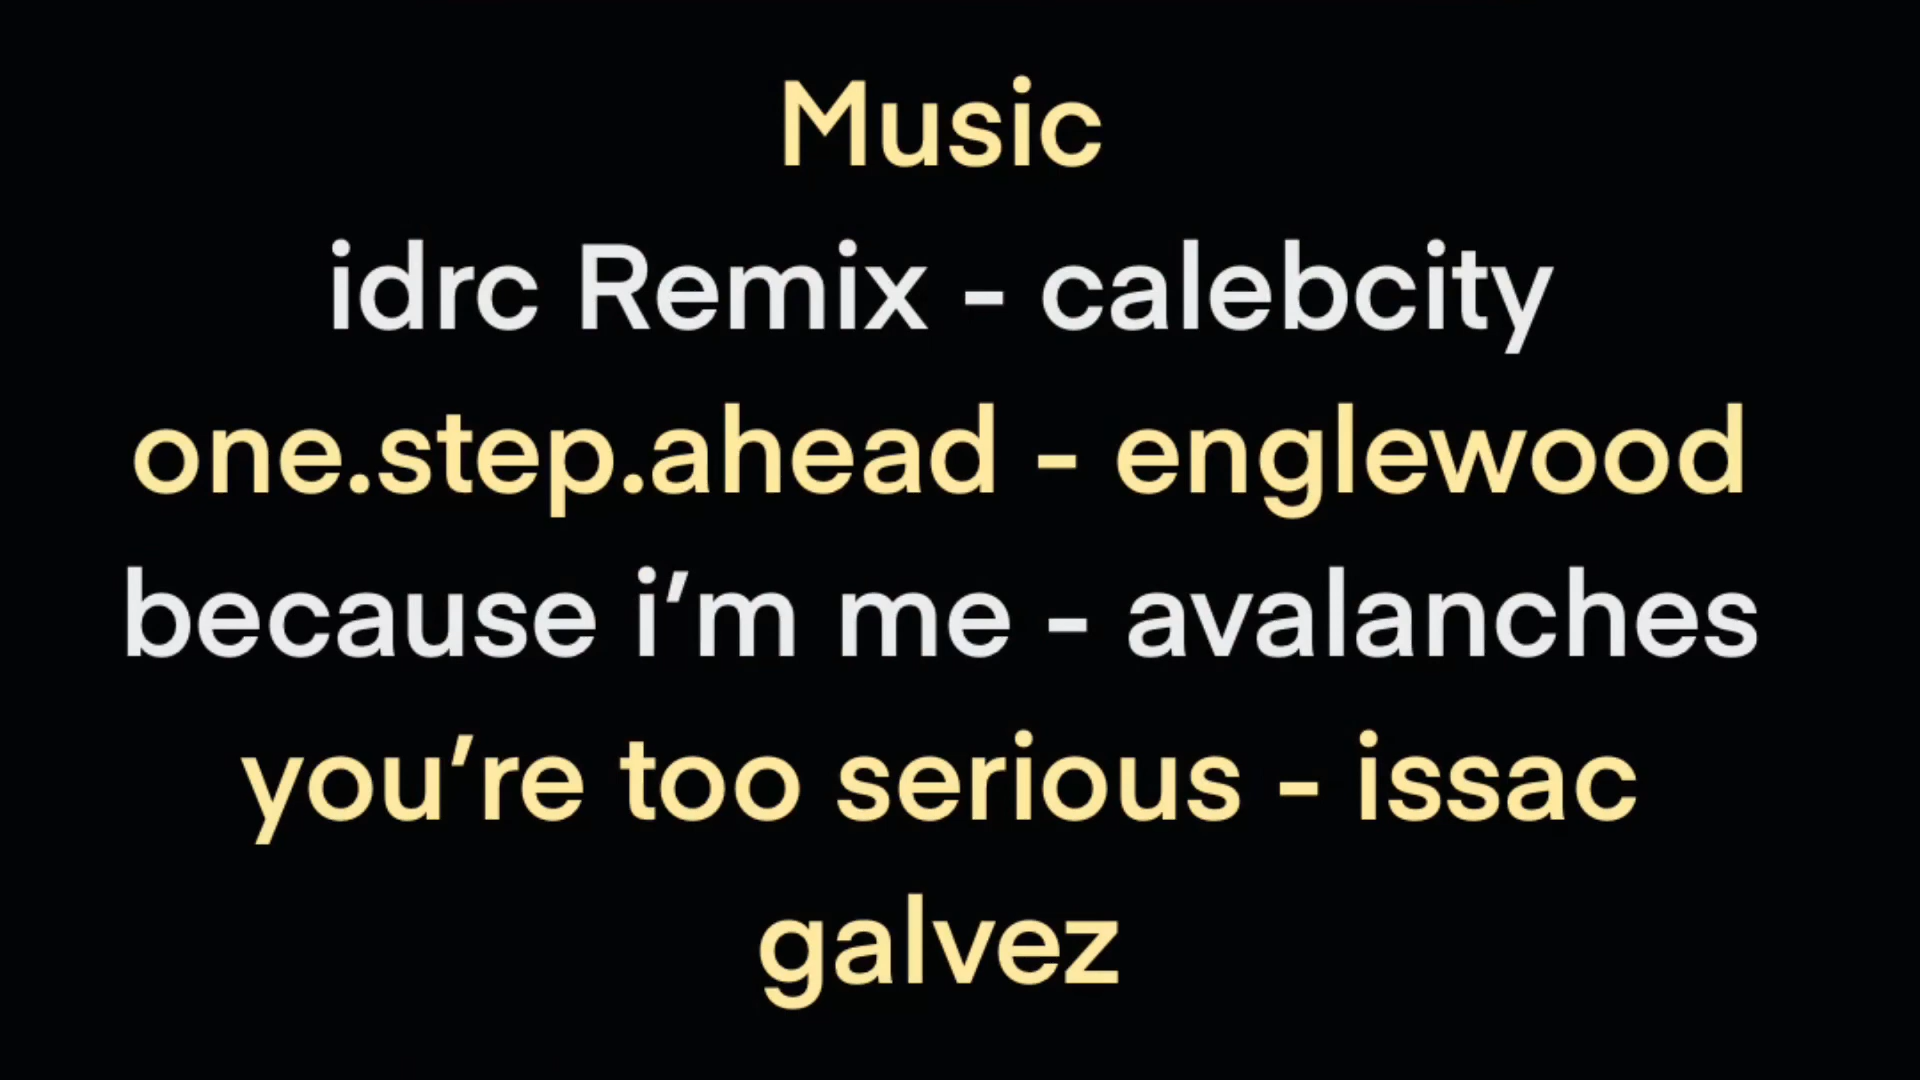 Music
idrc Remix - calebcity
one.step.ahead - englewood
because i’m me - avalanches
you’re too serious - issac
galvez